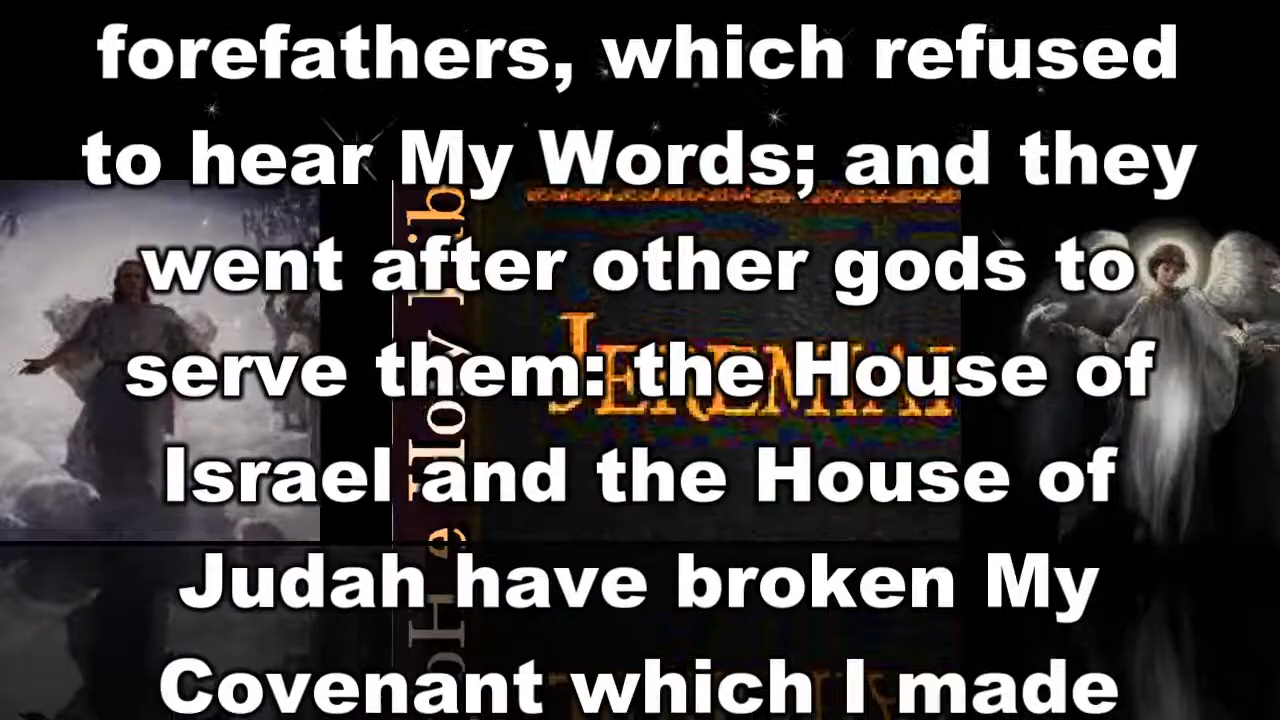 forefathers, which refused
to hear My Words; and they
went after other gods to
serve them: the House of
Israel and the House of
Judah have broken My
Covenant which I made
JEREMIAH